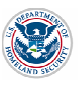 U.S. DEPARTMENT OF
HOMELAND SECURITY